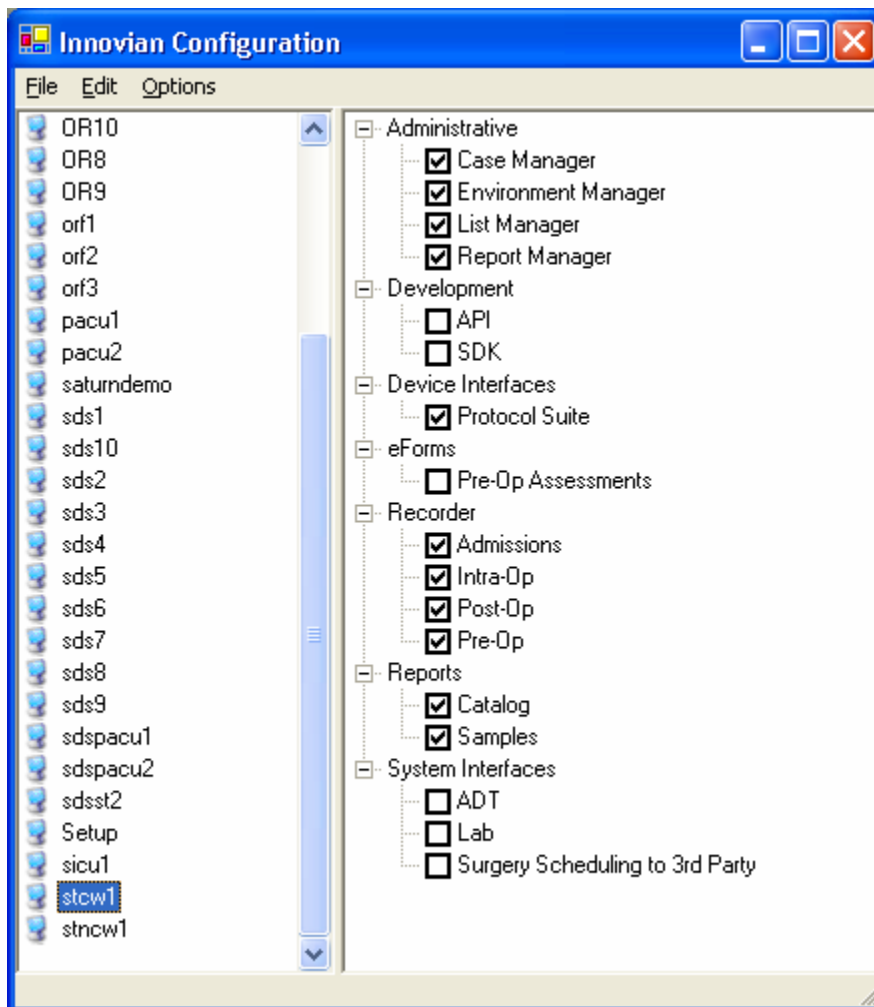 Innovian Configuration
File Edit Options
OR10
OR8
OR9
orf1
orf2
orf3
pacu1
pacu2
saturndemo
sds1
sds10
sds2
sds3
sds4
sds5
sds6
sds7
sds8
sds9
sdspacu1
sdspacu2
sdsst2
Setup
sicu1
stcw1
stncw1
Administrative
Case Manager
Environment Manager
List Manager
Report Manager
Development
API
SDK
Device Interfaces
Protocol Suite
eForms
Pre-Op Assessments
Recorder
Admissions
Intra-Op
Post-Op
Pre-Op
Reports
Catalog
Samples
System Interfaces
ADT
Lab
Surgery Scheduling to 3rd Party